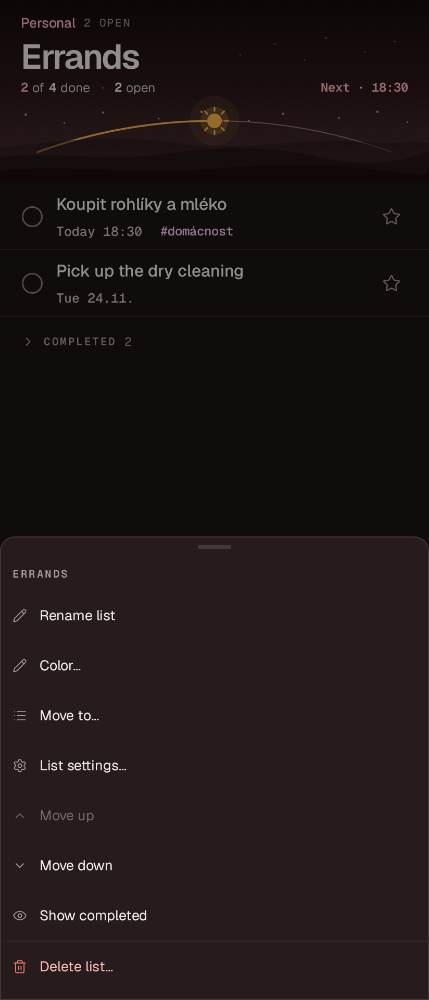 Personal 2 OPEN
Errands
2 of 4 done · 2 open
Next · 18:30
Koupit rohlíky a mléko
Today 18:30 #domácnost
Pick up the dry cleaning
Tue 24.11.
COMPLETED 2
ERRANDS
Rename list
Color…
Move to…
List settings…
Move up
Move down
Show completed
Delete list…